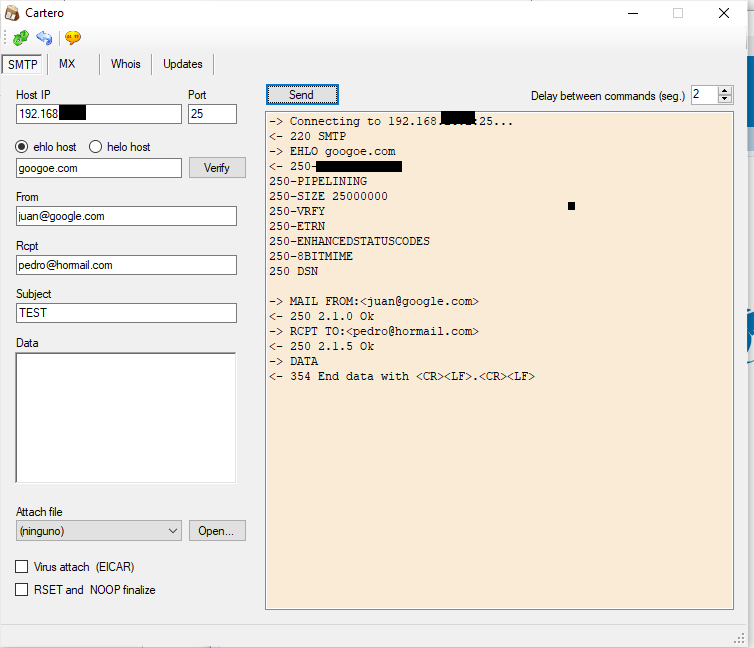 Cartero
SMTP MX Whois Updates
Host IP Port
192.168 25
Send
Delay between commands (seg.) 2
ehlo host helo host
googoe.com Verify
From
juan@google.com
Rcpt
pedro@hormail.com
Subject
TEST
Data
Attach file
(ninguno) Open...
Virus attach (EICAR)
RSET and NOOP finalize
-> Connecting to 192.168. :25...
<- 220 SMTP
-> EHLO googoe.com
<- 250-
250-PIPELINING
250-SIZE 25000000
250-VRFY
250-ETRN
250-ENHANCEDSTATUSCODES
250-8BITMIME
250 DSN
-> MAIL FROM:<juan@google.com>
<- 250 2.1.0 Ok
-> RCPT TO:<pedro@hormail.com>
<- 250 2.1.5 Ok
-> DATA
<- 354 End data with <CR><LF>.<CR><LF>